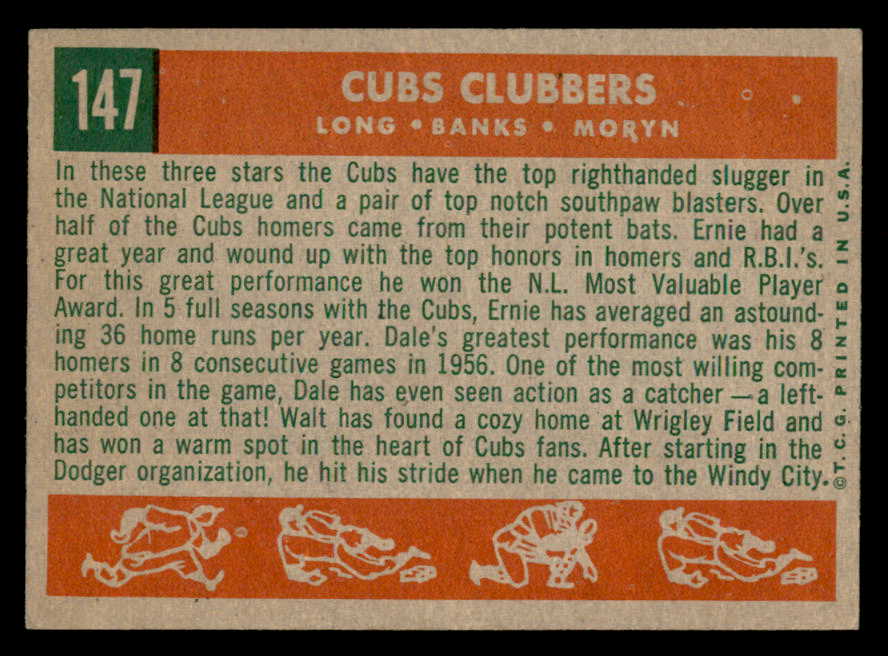 147
CUBS CLUBBERS
LONG • BANKS • MORYN
In these three stars the Cubs have the top righthanded slugger in
the National League and a pair of top notch southpaw blasters. Over
half of the Cubs homers came from their potent bats. Ernie had a
great year and wound up with the top honors in homers and R.B.I.'s.
For this great performance he won the N.L. Most Valuable Player
Award. In 5 full seasons with the Cubs, Ernie has averaged an astound-
ing 36 home runs per year. Dale's greatest performance was his 8
homers in 8 consecutive games in 1956. One of the most willing com-
petitors in the game, Dale has even seen action as a catcher — a left-
handed one at that! Walt has found a cozy home at Wrigley Field and
has won a warm spot in the heart of Cubs fans. After starting in the
Dodger organization, he hit his stride when he came to the Windy City.
©T.C.G. PRINTED IN U.S.A.